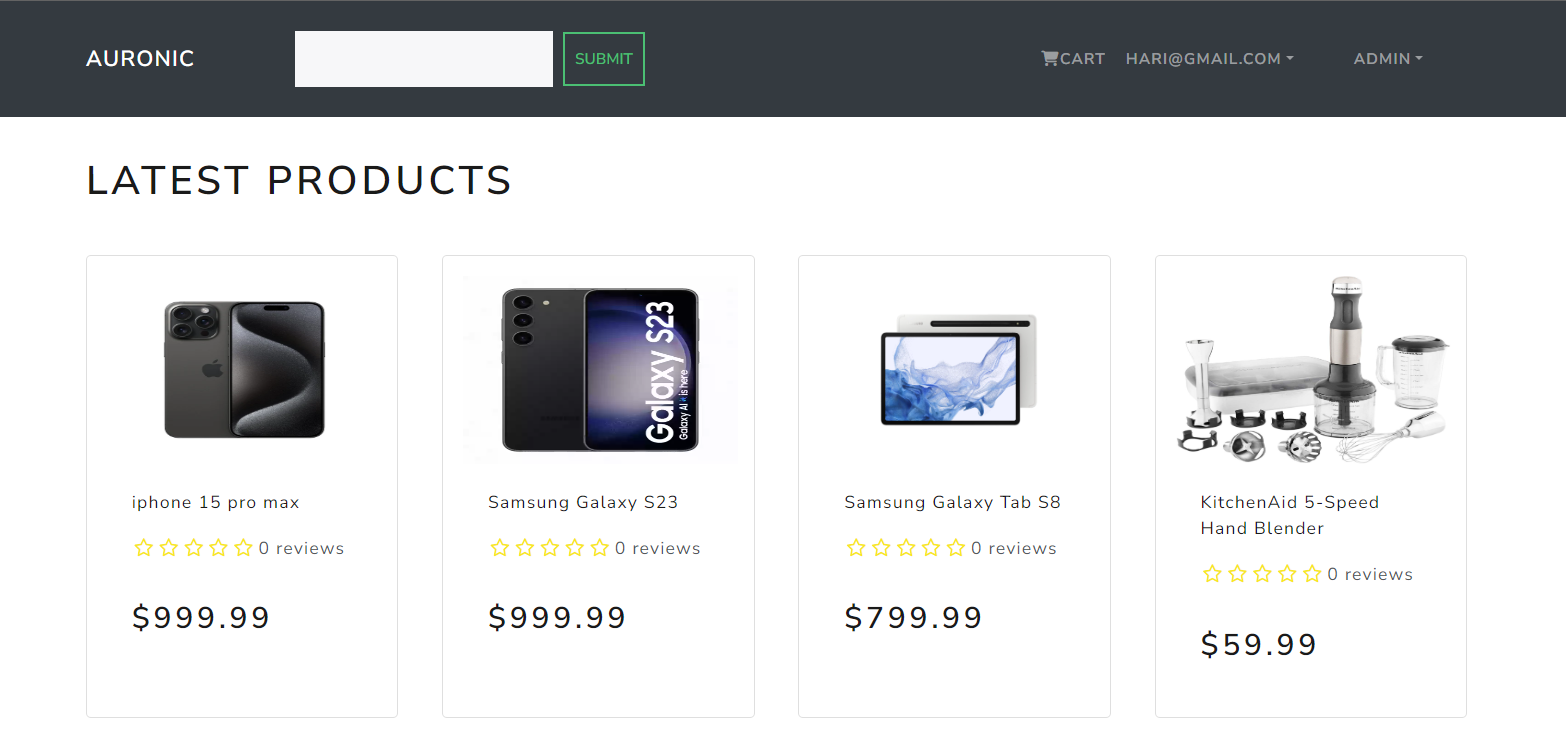 AURONIC
SUBMIT
CART
HARI@GMAIL.COM
ADMIN
LATEST PRODUCTS
Galaxy S23
Galaxy AI is here
iphone 15 pro max
0 reviews
$999.99
Samsung Galaxy S23
0 reviews
$999.99
Samsung Galaxy Tab S8
0 reviews
$799.99
KitchenAid 5-Speed
Hand Blender
0 reviews
$59.99